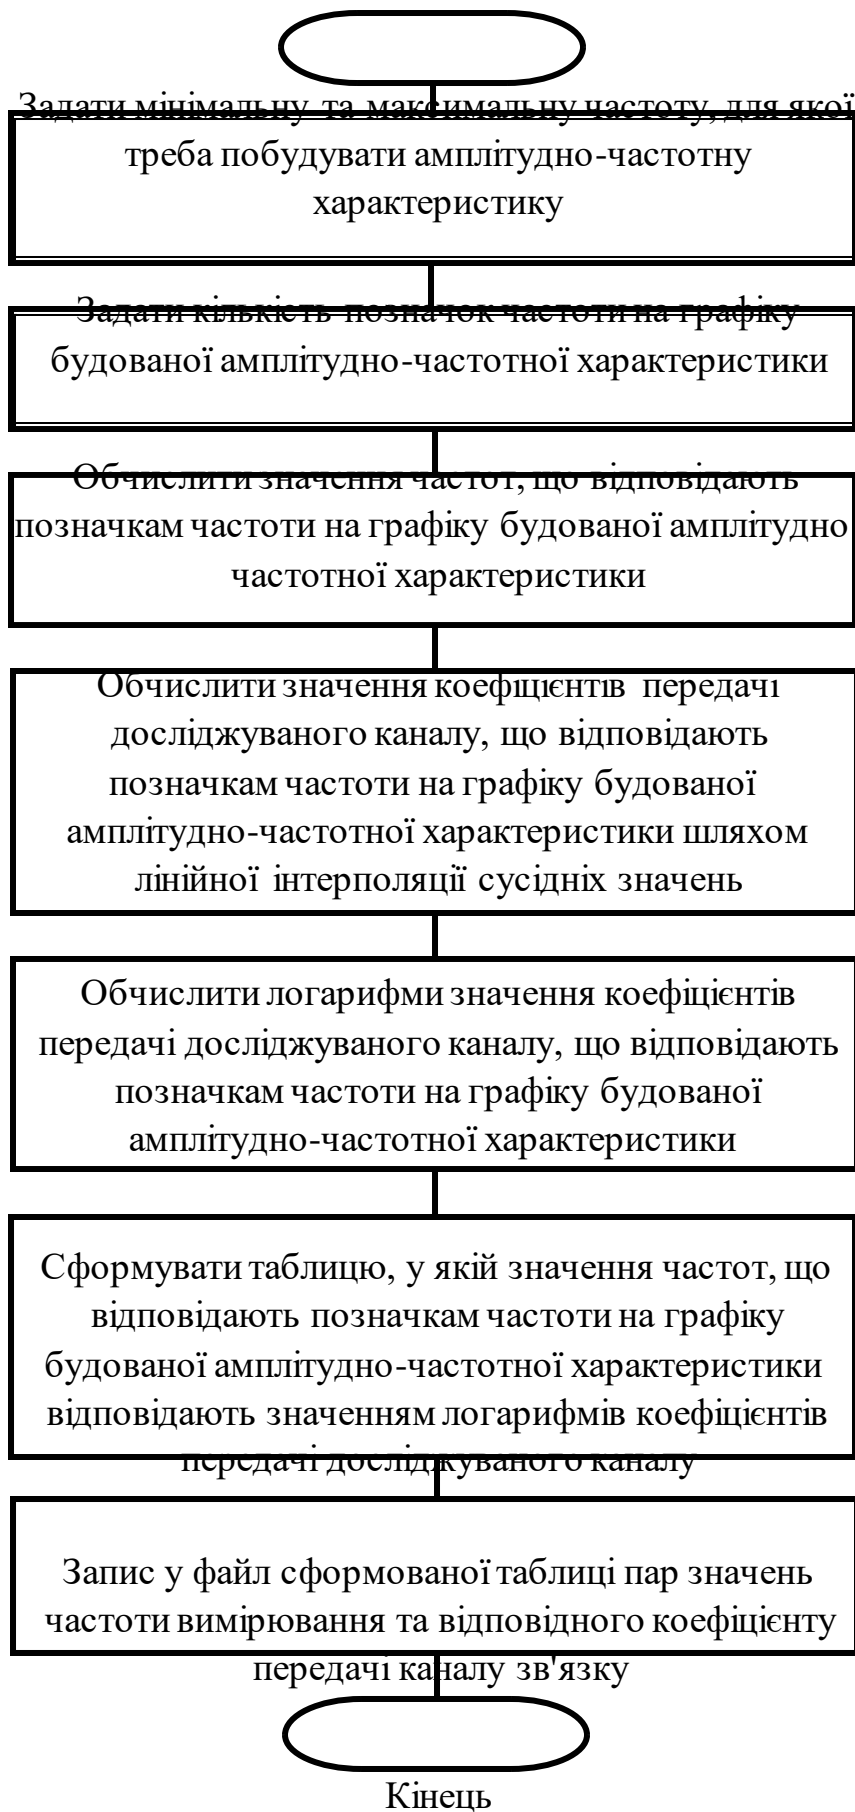 Задати мінімальну та максимальну частоту, для якої
треба побудувати амплітудно-частотну
характеристику
Задати кількість позначок частоти на графіку
будованої амплітудно-частотної характеристики
Обчислити значення частот, що відповідають
позначкам частоти на графіку будованої амплітудно
частотної характеристики
Обчислити значення коефіцієнтів передачі
досліджуваного каналу, що відповідають
позначкам частоти на графіку будованої
амплітудно-частотної характеристики шляхом
лінійної інтерполяції сусідніх значень
Обчислити логарифми значення коефіцієнтів
передачі досліджуваного каналу, що відповідають
позначкам частоти на графіку будованої
амплітудно-частотної характеристики
Сформувати таблицю, у якій значення частот, що
відповідають позначкам частоти на графіку
будованої амплітудно-частотної характеристики
відповідають значенням логарифмів коефіцієнтів
передачі досліджуваного каналу
Запис у файл сформованої таблиці пар значень
частоти вимірювання та відповідного коефіцієнту
передачі каналу зв'язку
Кінець